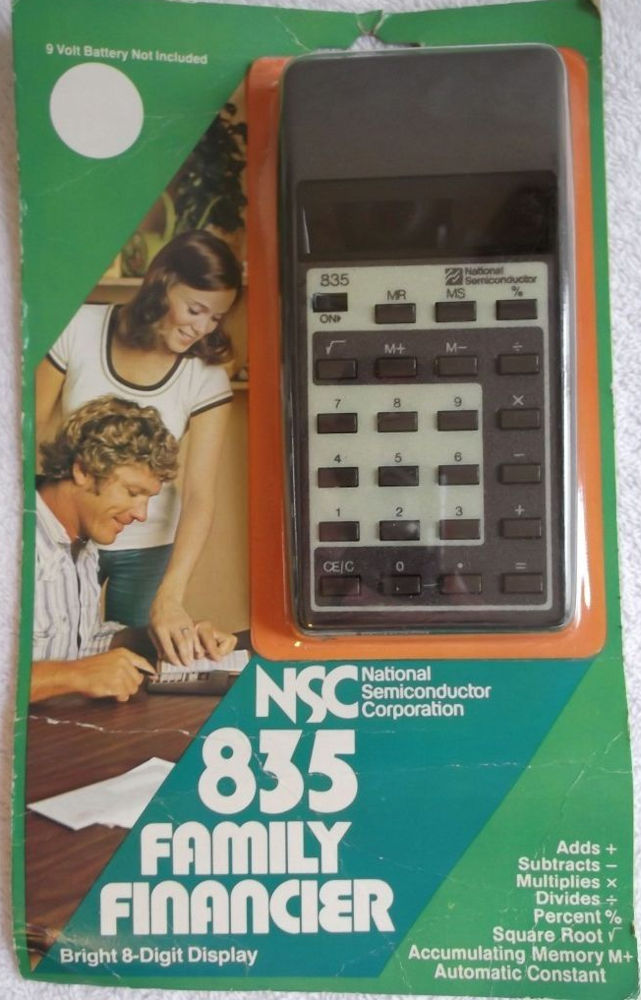 9 Volt Battery Not Included
835 National
Semiconductor
ON
MR MS %
√ M+ M− ÷
7 8 9 ×
4 5 6 −
1 2 3 +
CE/C 0 • =
NSC National
Semiconductor
Corporation
835
FAMILY
FINANCIER
Bright 8-Digit Display
Adds +
Subtracts −
Multiplies ×
Divides ÷
Percent %
Square Root √
Accumulating Memory M+
Automatic Constant